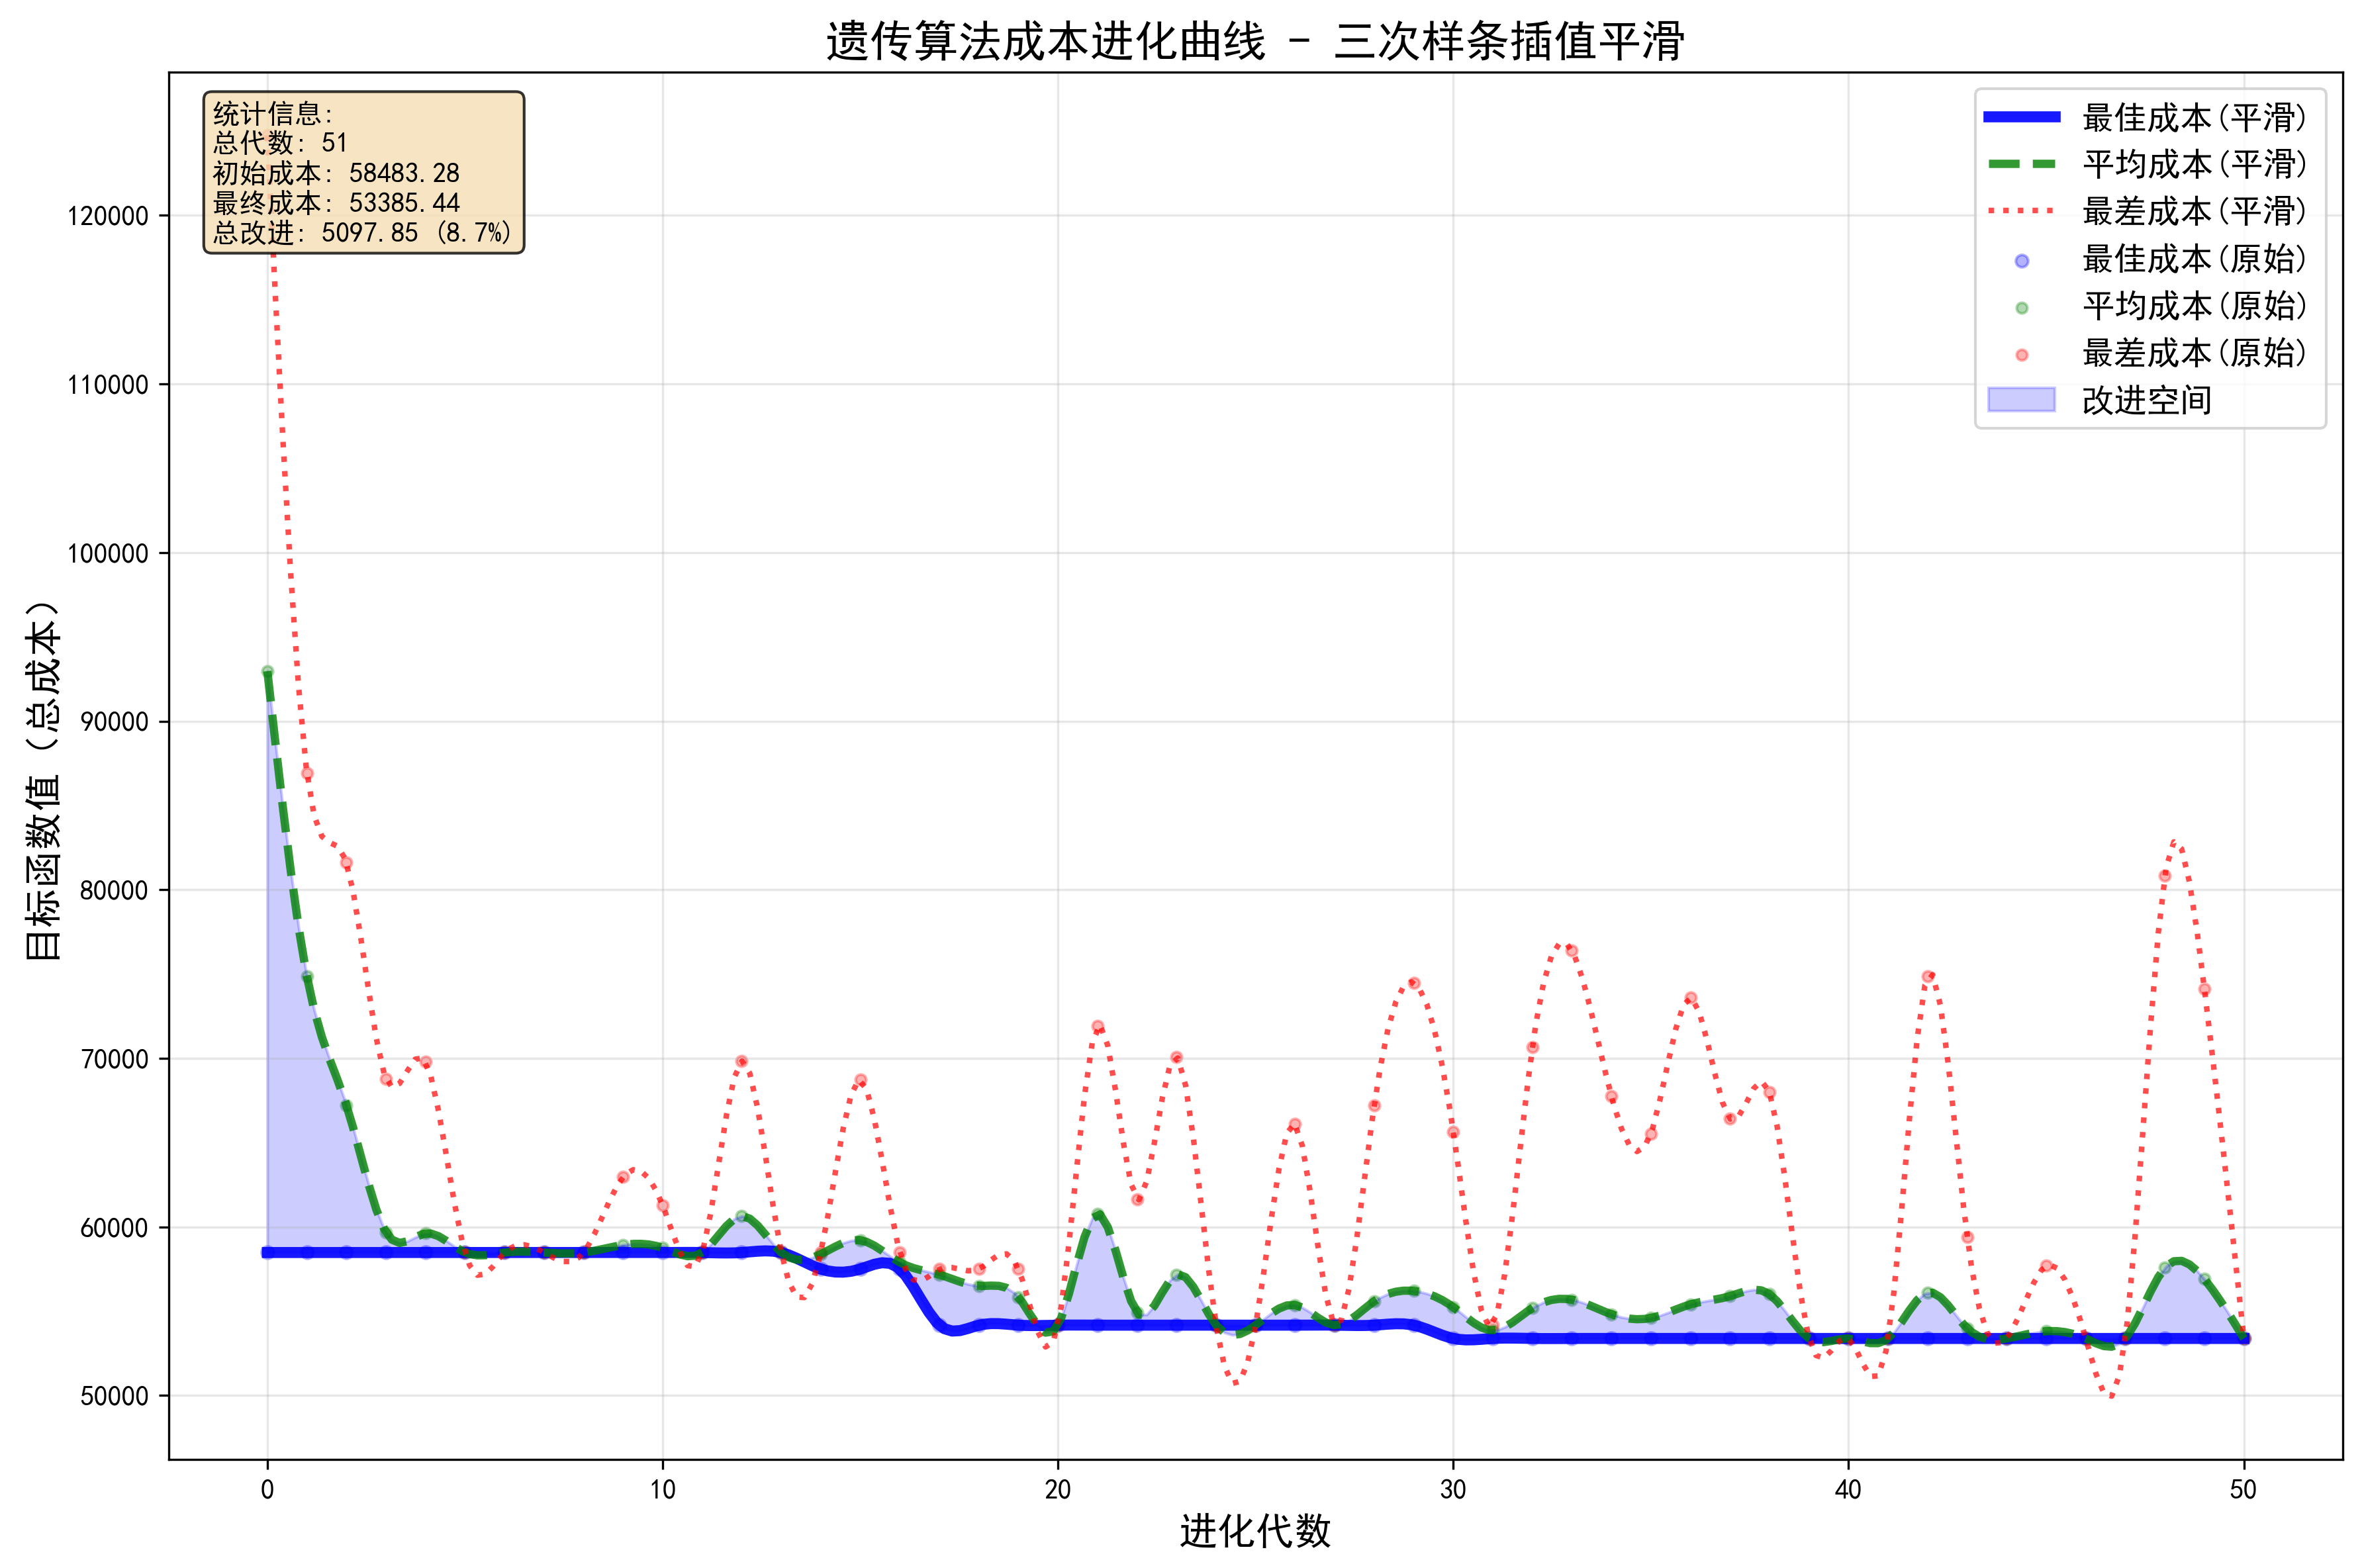 遗传算法成本进化曲线 - 三次样条插值平滑
统计信息:
总代数: 51
初始成本: 58483.28
最终成本: 53385.44
总改进: 5097.85 (8.7%)
最佳成本(平滑)
平均成本(平滑)
最差成本(平滑)
最佳成本(原始)
平均成本(原始)
最差成本(原始)
改进空间
目标函数值（总成本）
120000
110000
100000
90000
80000
70000
60000
50000
0
10
20
30
40
50
进化代数